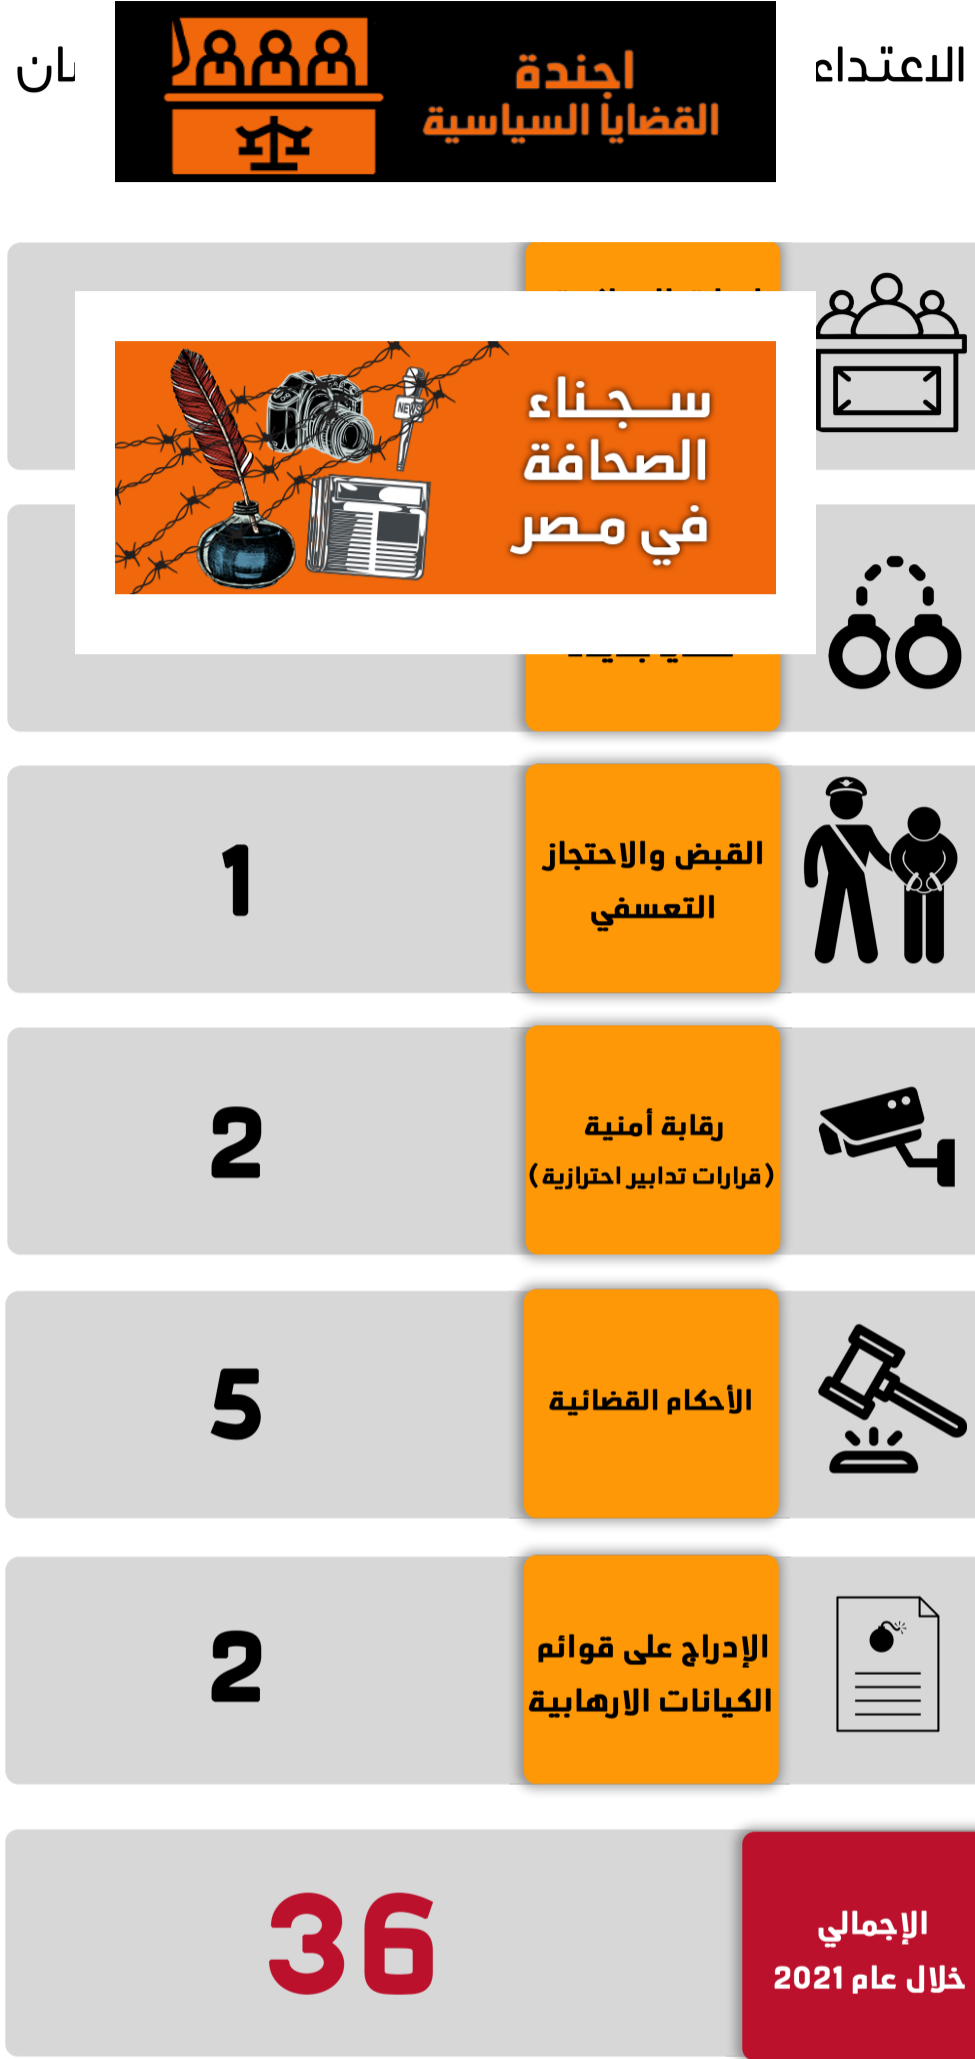 الاعتداء
اجندة
القضايا السياسية
سجناء
الصحافة
في مصر
NEWS
القبض والاحتجاز
التعسفي
1
رقابة أمنية
(قرارات تدابير احترازية)
2
الأحكام القضائية
5
الإدراج على قوائم
الكيانات الارهابية
2
الإجمالي
خلال عام 2021
36